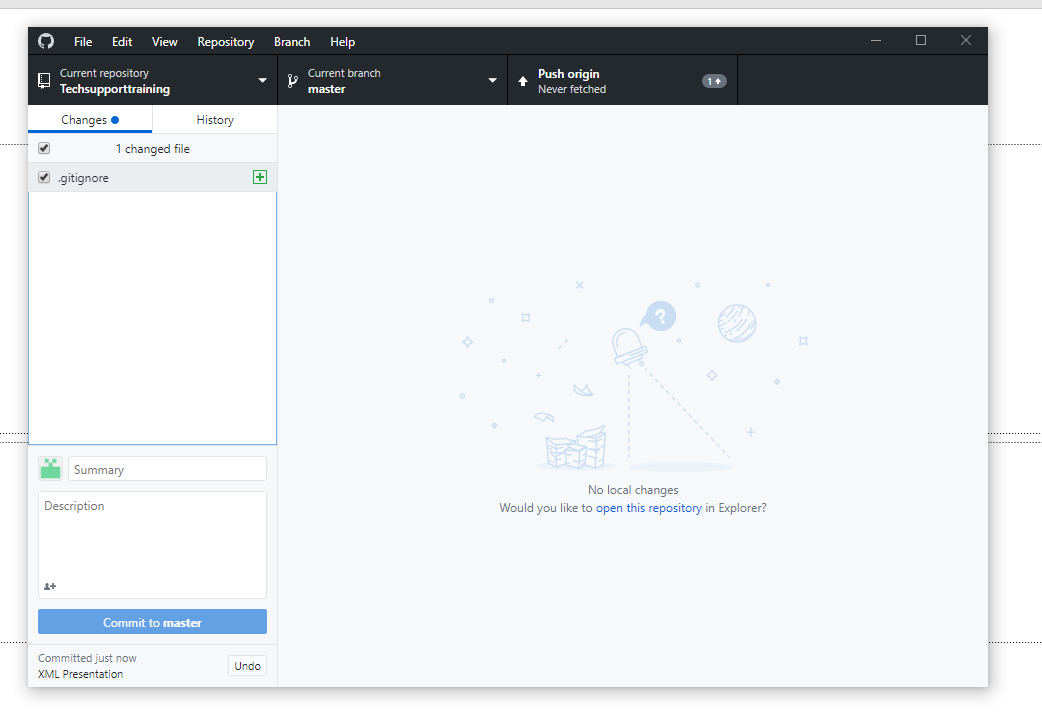 File Edit View Repository Branch Help
Current repository
Techsupporttraining
Current branch
master
Push origin
Never fetched
1
Changes
History
1 changed file
.gitignore
?
No local changes
Would you like to open this repository in Explorer?
Summary
Description
Commit to master
Committed just now
XML Presentation
Undo